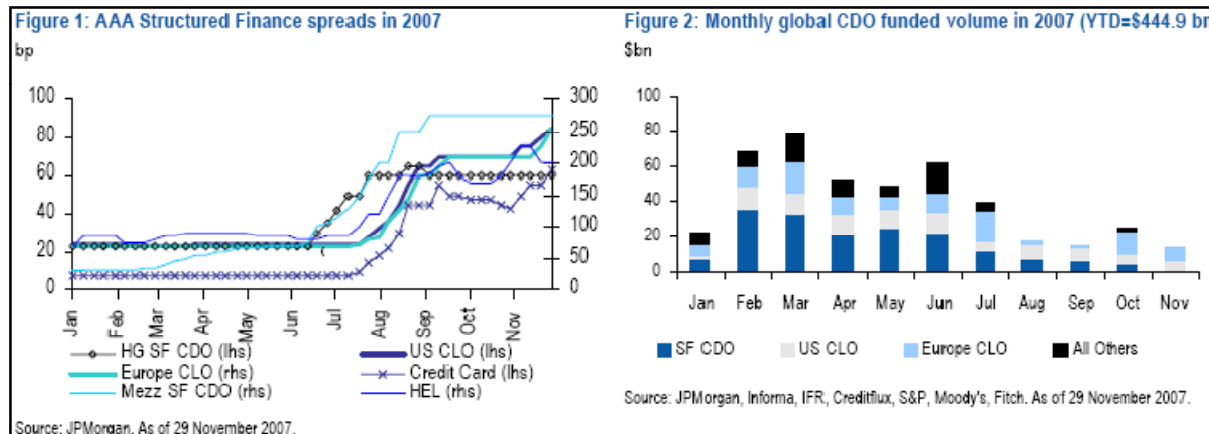 Figure 1: AAA Structured Finance spreads in 2007
bp
100
80
60
40
20
0
300
250
200
150
100
50
0
Jan
Feb
Mar
Apr
May
Jun
Jul
Aug
Sep
Oct
Nov
HG SF CDO (lhs)
US CLO (lhs)
Europe CLO (rhs)
Credit Card (lhs)
Mezz SF CDO (rhs)
HEL (rhs)
Source: JPMorgan. As of 29 November 2007.
Figure 2: Monthly global CDO funded volume in 2007 (YTD=$444.9 bn
$bn
100
80
60
40
20
0
Jan Feb Mar Apr May Jun Jul Aug Sep Oct Nov
SF CDO US CLO Europe CLO All Others
Source: JPMorgan, Informa, IFR, Creditflux, S&P, Moody's, Fitch. As of 29 November 2007.